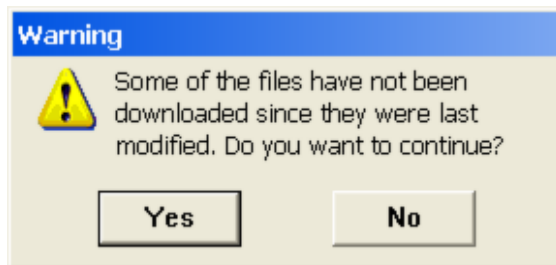 Warning
Some of the files have not been
downloaded since they were last
modified. Do you want to continue?
Yes
No